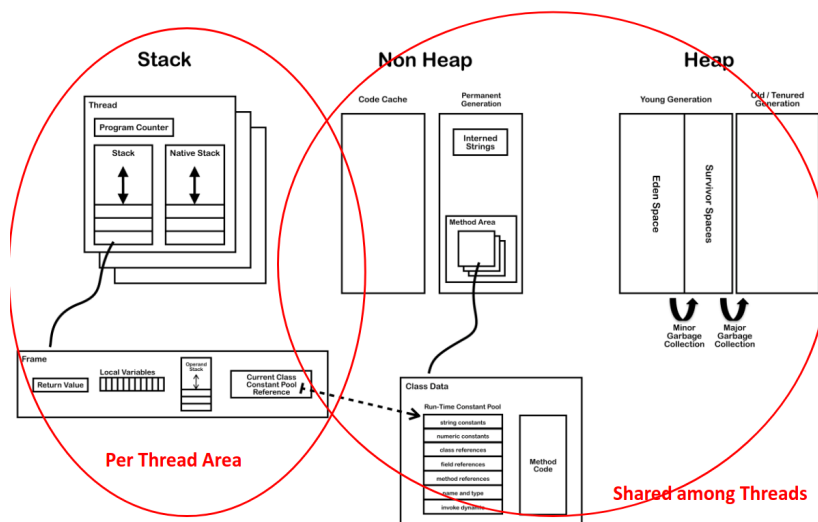 Stack
Non Heap
Heap
Thread
Program Counter
Stack
Native Stack
Code Cache
Permanent
Generation
Interned
Strings
Method Area
Young Generation
Old / Tenured
Generation
Eden Space
Survivor Spaces
Minor
Garbage
Collection
Major
Garbage
Collection
Frame
Return Value
Local Variables
Operand
Stack
Current Class
Constant Pool
Reference
Class Data
Run-Time Constant Pool
string constants
numeric constants
class references
field references
method references
name and type
invoke dynamic
Method
Code
Per Thread Area
Shared among Threads